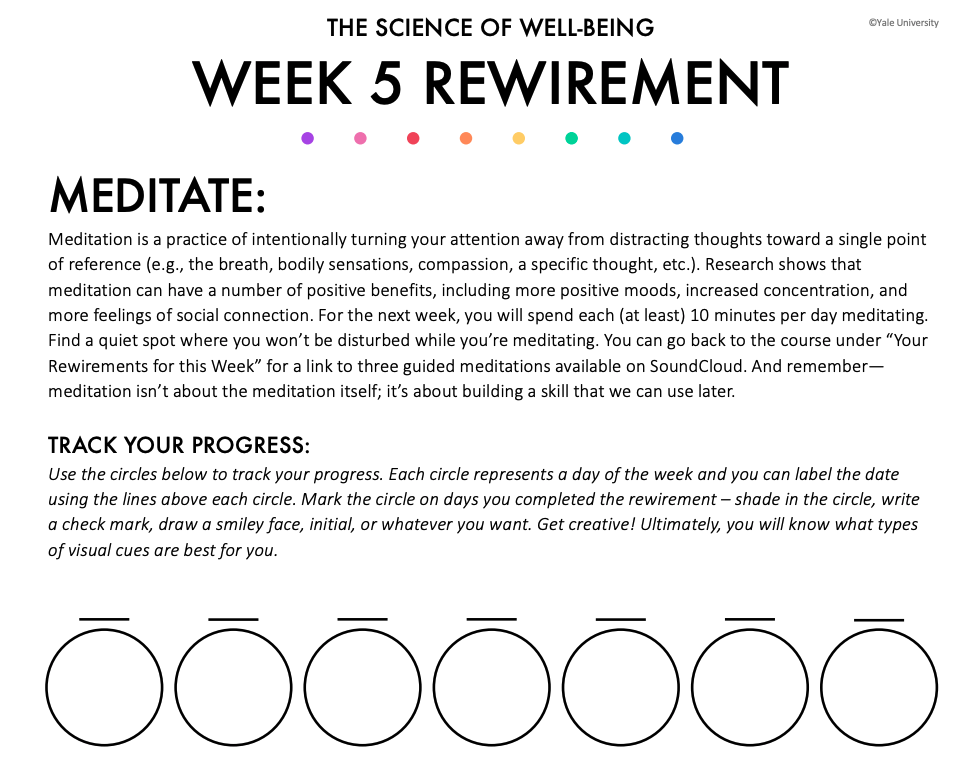 THE SCIENCE OF WELL-BEING
©Yale University
WEEK 5 REWIREMENT
MEDITATE:
Meditation is a practice of intentionally turning your attention away from distracting thoughts toward a single point
of reference (e.g., the breath, bodily sensations, compassion, a specific thought, etc.). Research shows that
meditation can have a number of positive benefits, including more positive moods, increased concentration, and
more feelings of social connection. For the next week, you will spend each (at least) 10 minutes per day meditating.
Find a quiet spot where you won’t be disturbed while you’re meditating. You can go back to the course under “Your
Rewirements for this Week” for a link to three guided meditations available on SoundCloud. And remember—
meditation isn’t about the meditation itself; it’s about building a skill that we can use later.
TRACK YOUR PROGRESS:
Use the circles below to track your progress. Each circle represents a day of the week and you can label the date
using the lines above each circle. Mark the circle on days you completed the rewirement – shade in the circle, write
a check mark, draw a smiley face, initial, or whatever you want. Get creative! Ultimately, you will know what types
of visual cues are best for you.